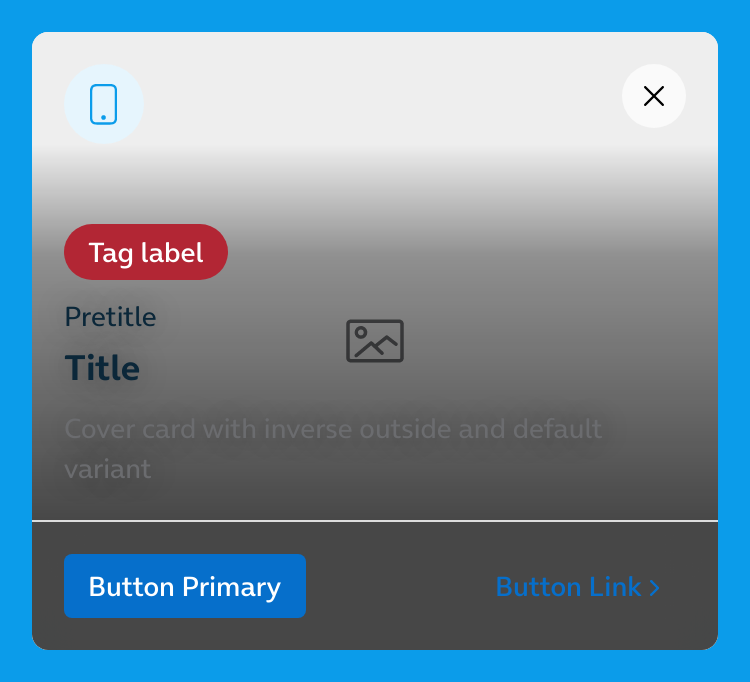 Tag label
Pretitle
Title
Cover card with inverse outside and default
variant
Button Primary
Button Link